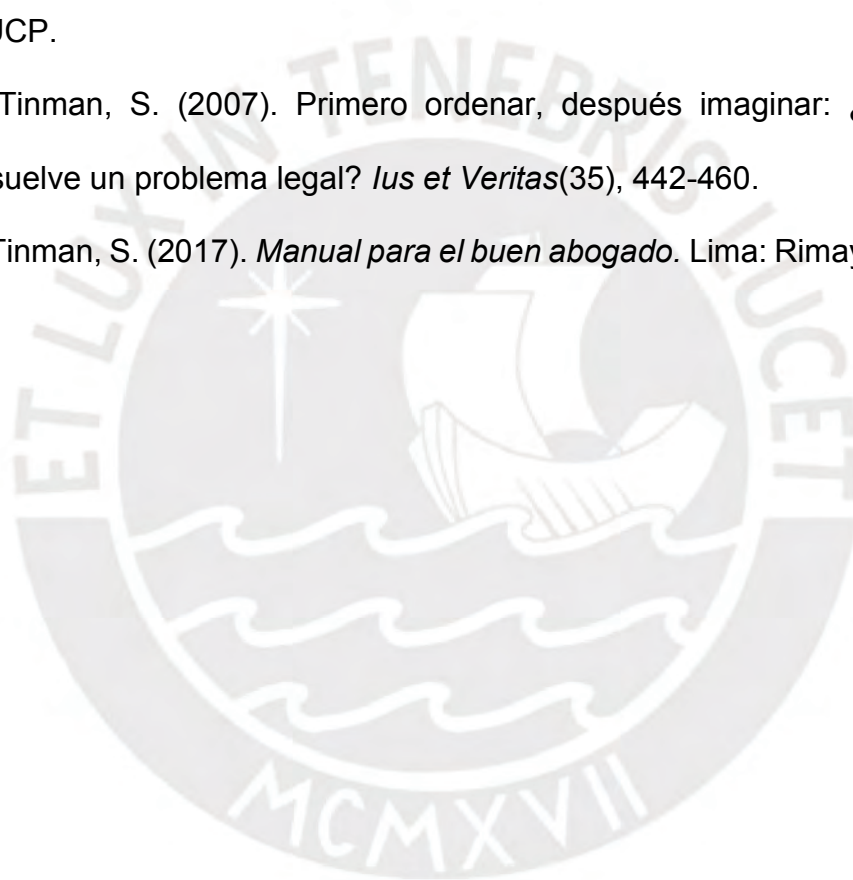 UCP.
Tinman, S. (2007). Primero ordenar, después imaginar: ¿
suelve un problema legal? Ius et Veritas(35), 442-460.
Tinman, S. (2017). Manual para el buen abogado. Lima: Rimay
ET LUX IN TENEBRIS LUCET
MCMXVII